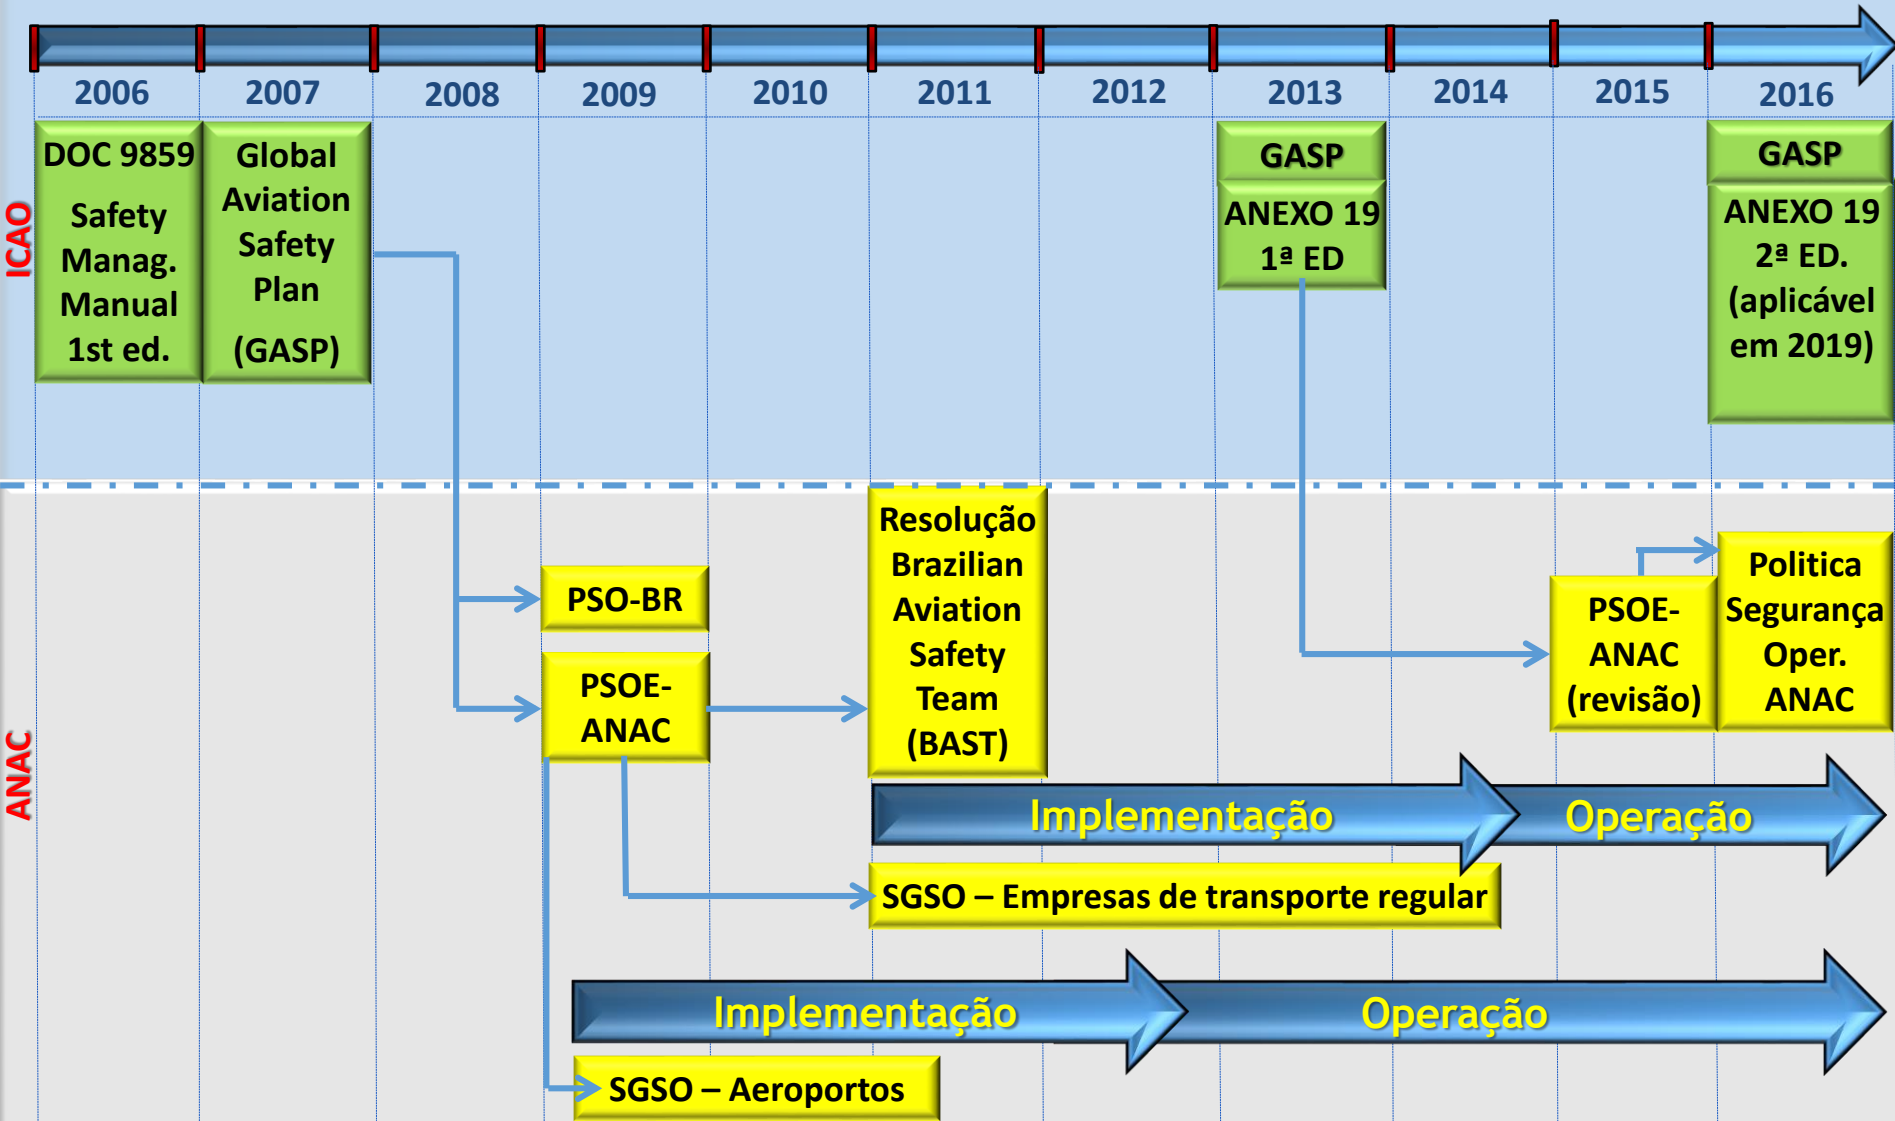 2006
2007
2008
2009
2010
2011
2012
2013
2014
2015
2016
ICAO
DOC 9859
Safety
Manag.
Manual
1st ed.
Global
Aviation
Safety
Plan
(GASP)
GASP
ANEXO 19
1ª ED
GASP
ANEXO 19
2ª ED.
(aplicável
em 2019)
ANAC
PSO-BR
PSOE-
ANAC
Resolução
Brazilian
Aviation
Safety
Team
(BAST)
PSOE-
ANAC
(revisão)
Politica
Segurança
Oper.
ANAC
Implementação
Operação
SGSO – Empresas de transporte regular
Implementação
Operação
SGSO – Aeroportos